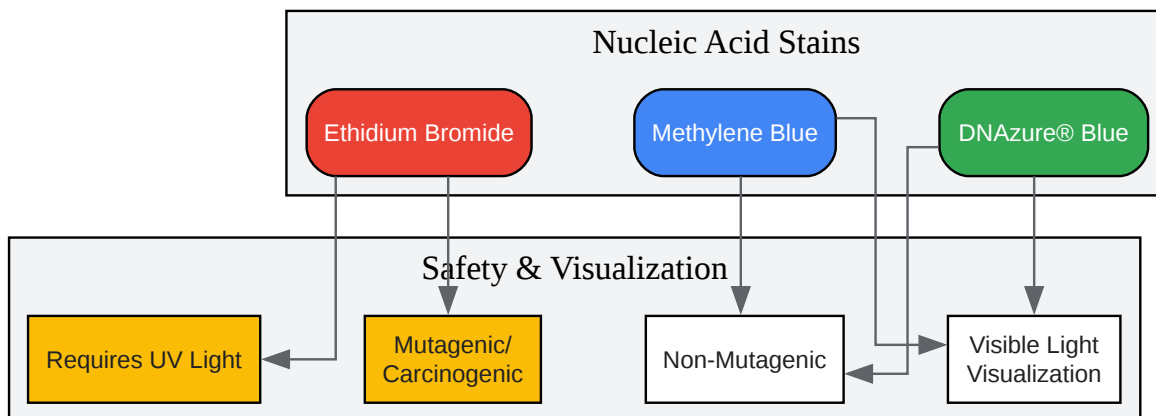 Nucleic Acid Stains
Ethidium Bromide
Methylene Blue
DNAzure® Blue
Safety & Visualization
Requires UV Light
Mutagenic/
Carcinogenic
Non-Mutagenic
Visible Light
Visualization